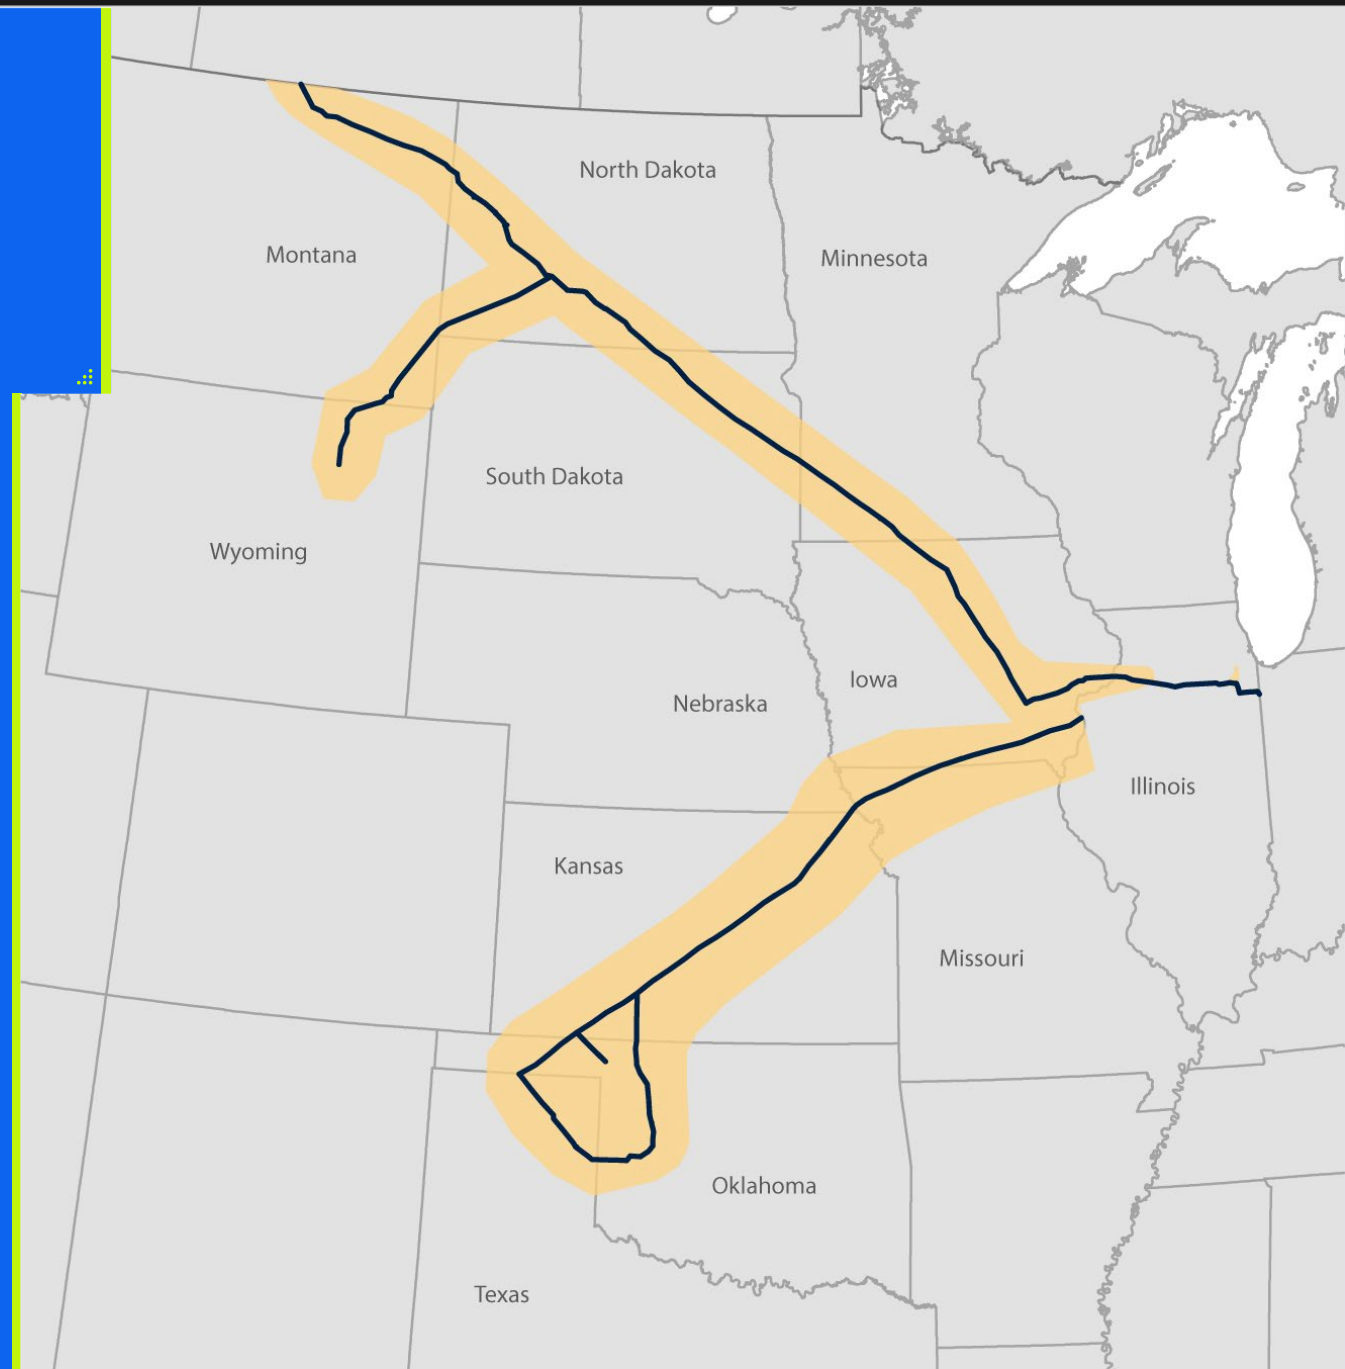 North Dakota
Montana
Minnesota
South Dakota
Wyoming
Iowa
Nebraska
Illinois
Kansas
Missouri
Oklahoma
Texas